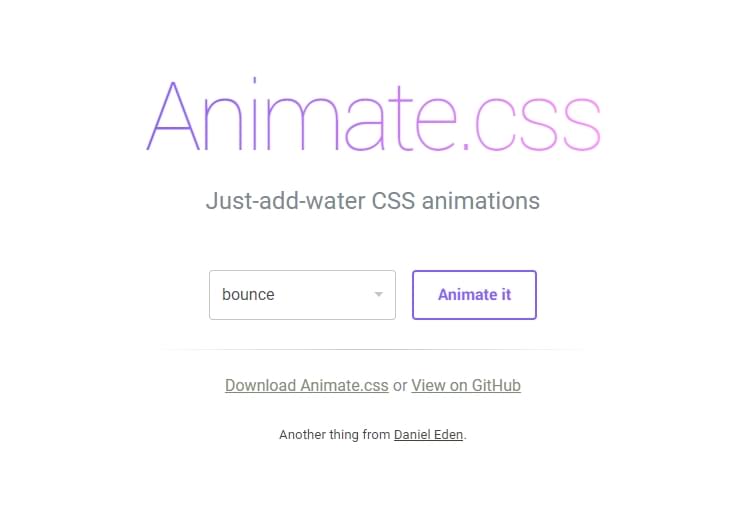 Animate.css
Just-add-water CSS animations
bounce Animate it
Download Animate.css or View on GitHub
Another thing from Daniel Eden.